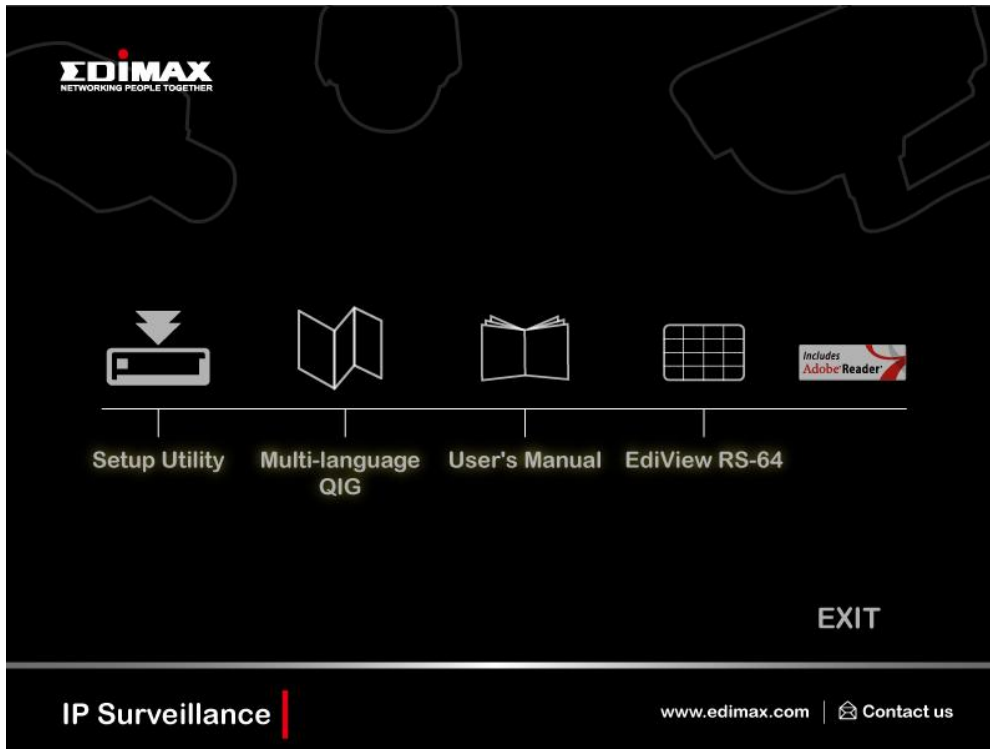 EDiMAX
NETWORKING PEOPLE TOGETHER
Includes
Adobe® Reader®
Setup Utility
Multi-language
QIG
User's Manual
EdiView RS-64
EXIT
IP Surveillance
www.edimax.com
Contact us